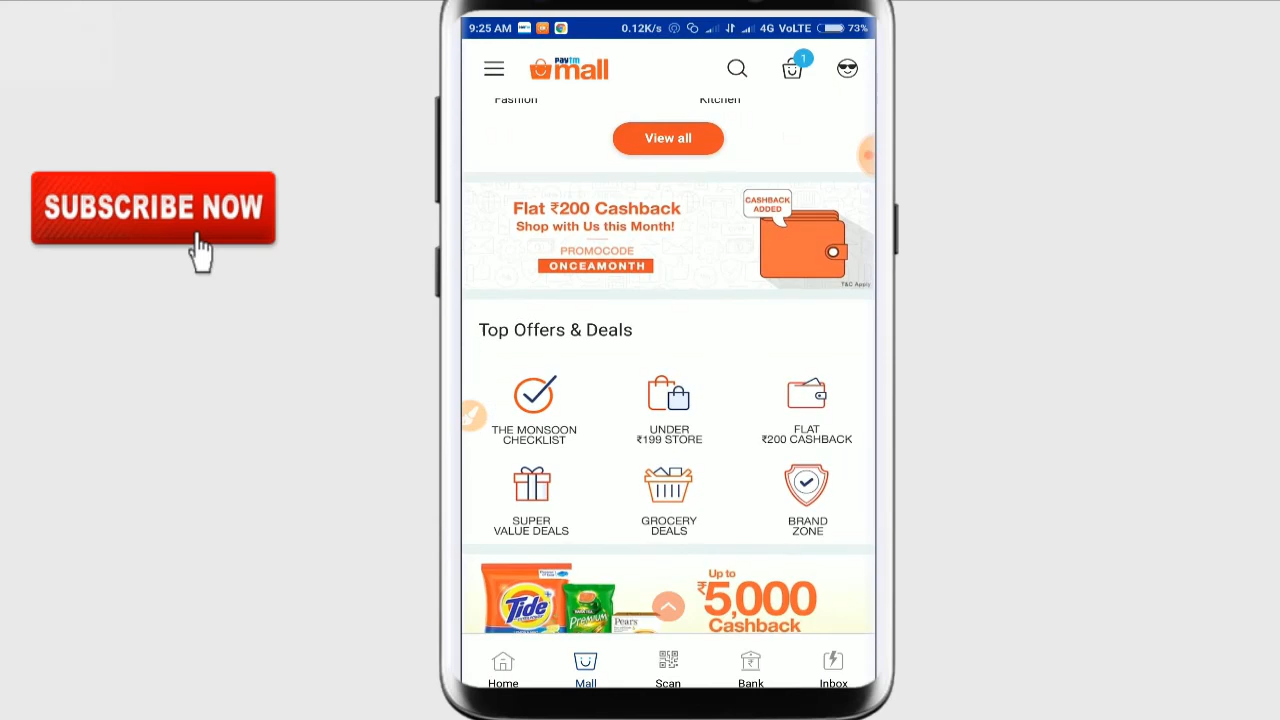 9:25 AM 0.12K/s 4G VoLTE 73%
paytm
mall
1
Fashion Kitchen
View all
SUBSCRIBE NOW
Flat ₹200 Cashback
Shop with Us this Month!
PROMOCODE
ONCEAMONTH
CASHBACK
ADDED
T&C Apply
Top Offers & Deals
THE MONSOON
CHECKLIST
UNDER
₹199 STORE
FLAT
₹200 CASHBACK
SUPER
VALUE DEALS
GROCERY
DEALS
BRAND
ZONE
Tide
Premium
Pears
Up to
₹5,000
Cashback
Home Mall Scan Bank Inbox